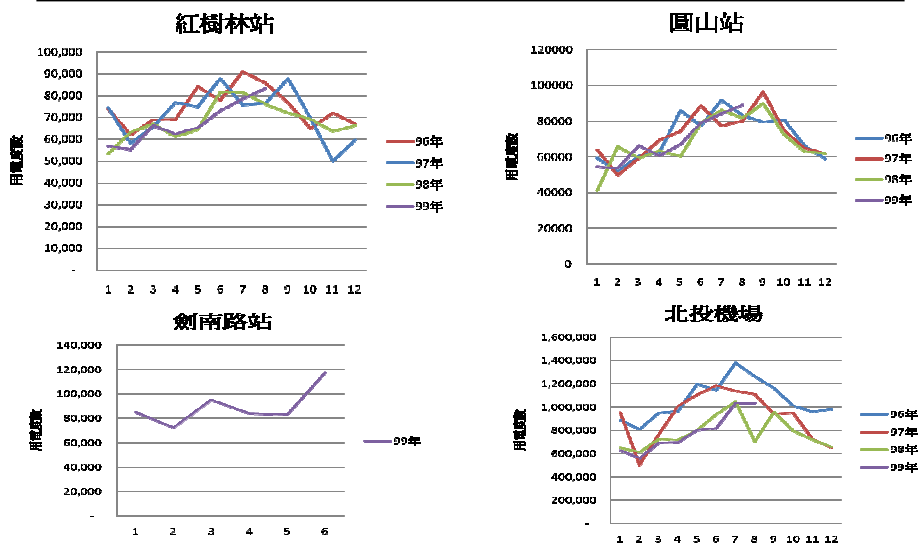 紅樹林站
100,000
90,000
80,000
70,000
60,000
50,000
40,000
30,000
20,000
10,000
-
用電度數
1 2 3 4 5 6 7 8 9 10 11 12
96年
97年
98年
99年
圓山站
120000
100000
80000
60000
40000
20000
0
用電度數
1 2 3 4 5 6 7 8 9 10 11 12
96年
97年
98年
99年
劍南路站
140,000
120,000
100,000
80,000
60,000
40,000
20,000
-
用電度數
1 2 3 4 5 6
99年
北投機場
1,600,000
1,400,000
1,200,000
1,000,000
800,000
600,000
400,000
200,000
-
用電度數
1 2 3 4 5 6 7 8 9 10 11 12
96年
97年
98年
99年